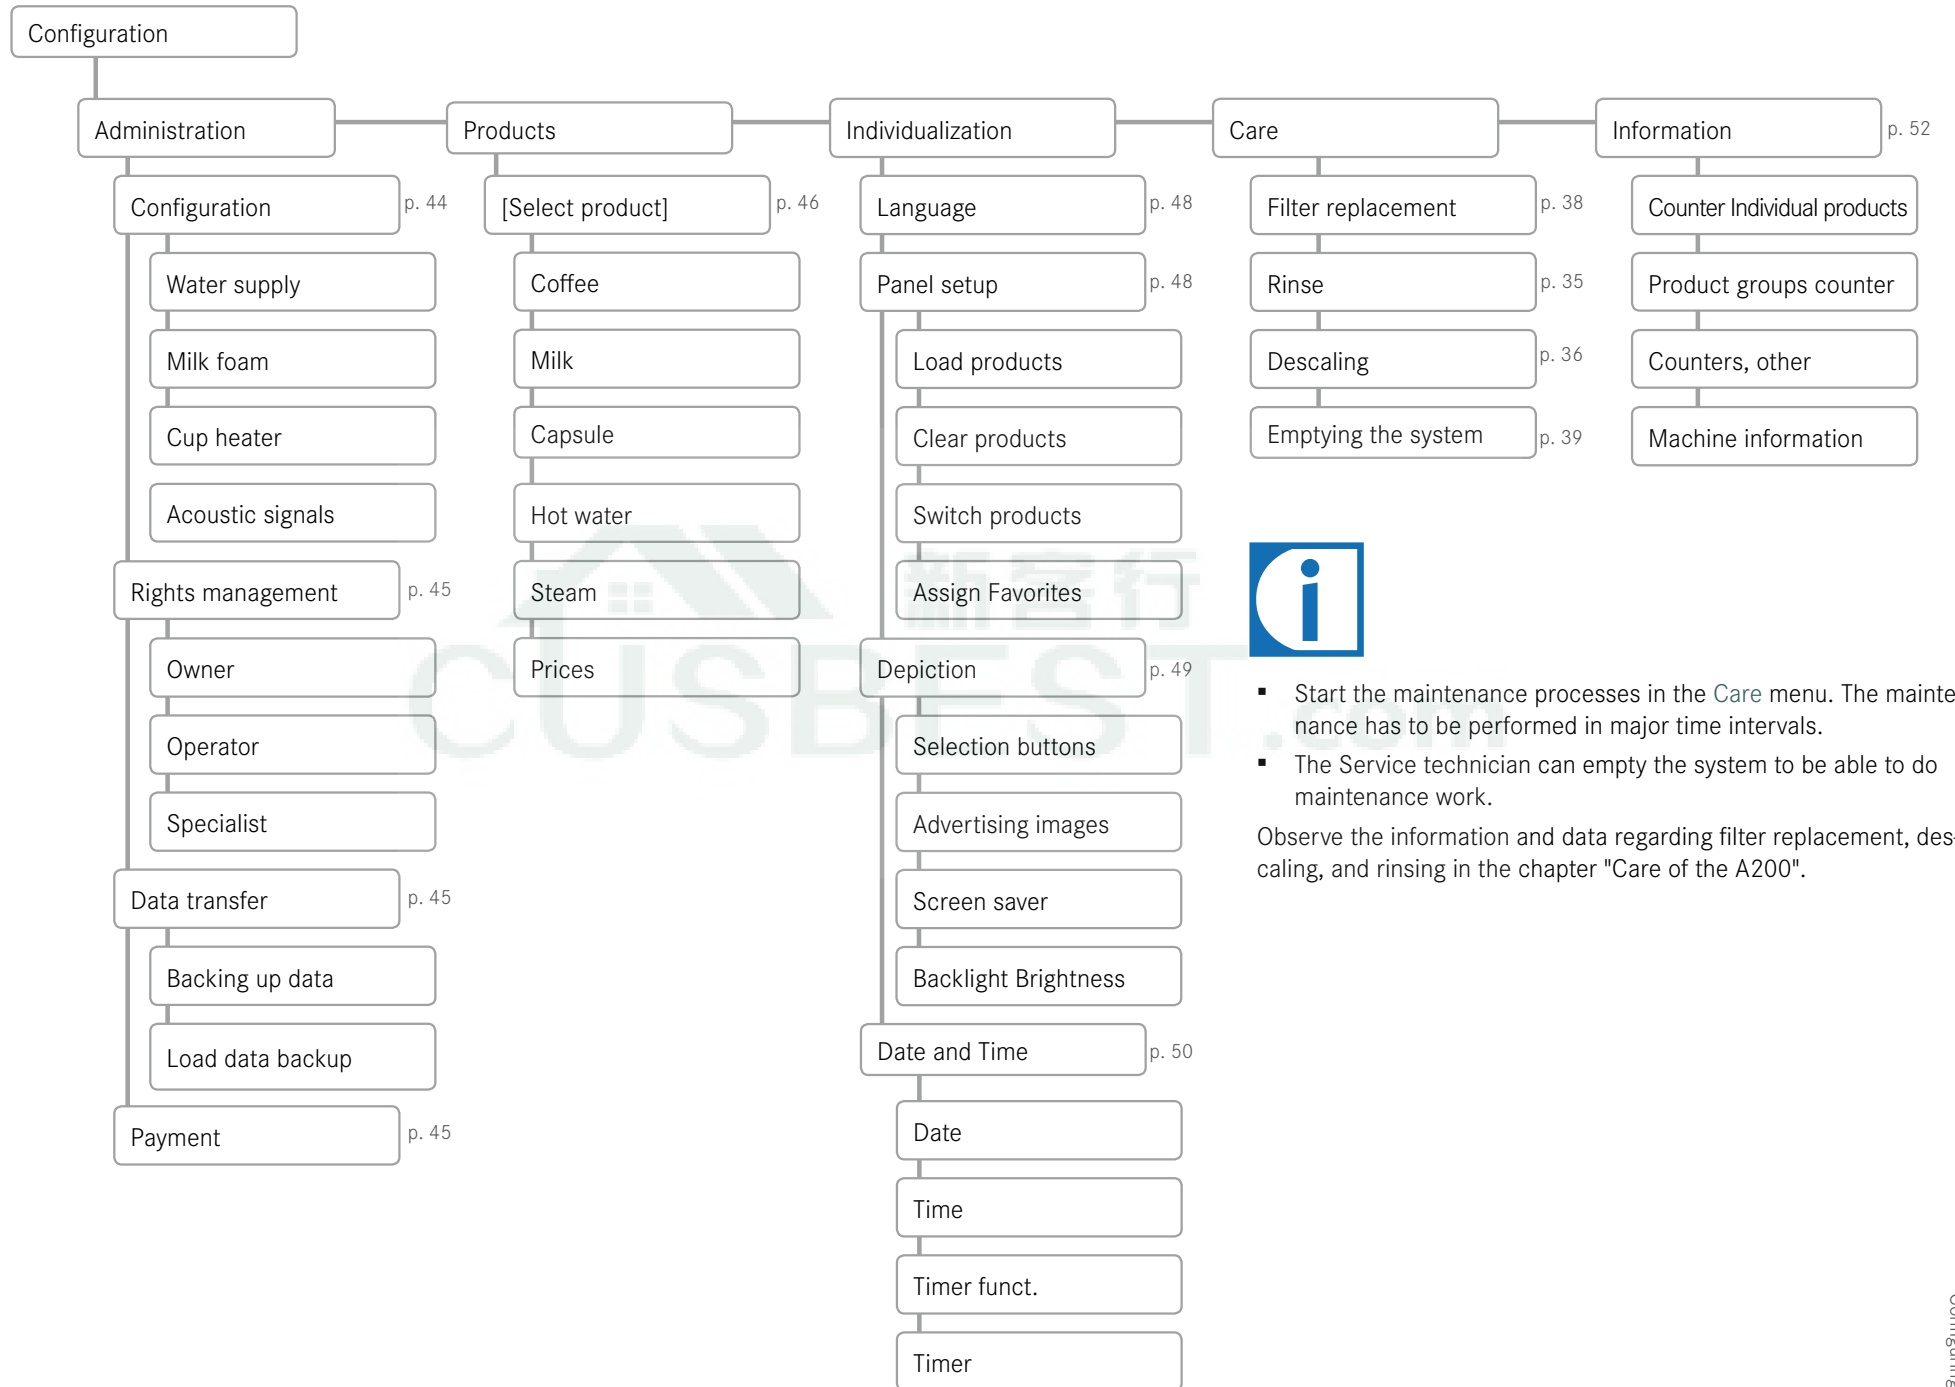 Configuration
Administration
Products
Individualization
Care
Information
p. 52
Configuration
p. 44
Water supply
Milk foam
Cup heater
Acoustic signals
Rights management
p. 45
Owner
Operator
Specialist
Data transfer
p. 45
Backing up data
Load data backup
Payment
p. 45
[Select product]
p. 46
Coffee
Milk
Capsule
Hot water
Steam
Prices
Language
p. 48
Panel setup
p. 48
Load products
Clear products
Switch products
Assign Favorites
Depiction
p. 49
Selection buttons
Advertising images
Screen saver
Backlight Brightness
Date and Time
p. 50
Date
Time
Timer funct.
Timer
Filter replacement
p. 38
Rinse
p. 35
Descaling
p. 36
Emptying the system
p. 39
Counter Individual products
Product groups counter
Counters, other
Machine information
i
▪ Start the maintenance processes in the Care menu. The mainte
nance has to be performed in major time intervals.
▪ The Service technician can empty the system to be able to do
maintenance work.
Observe the information and data regarding filter replacement, des-
caling, and rinsing in the chapter "Care of the A200".
新客行
CUSBEST.com